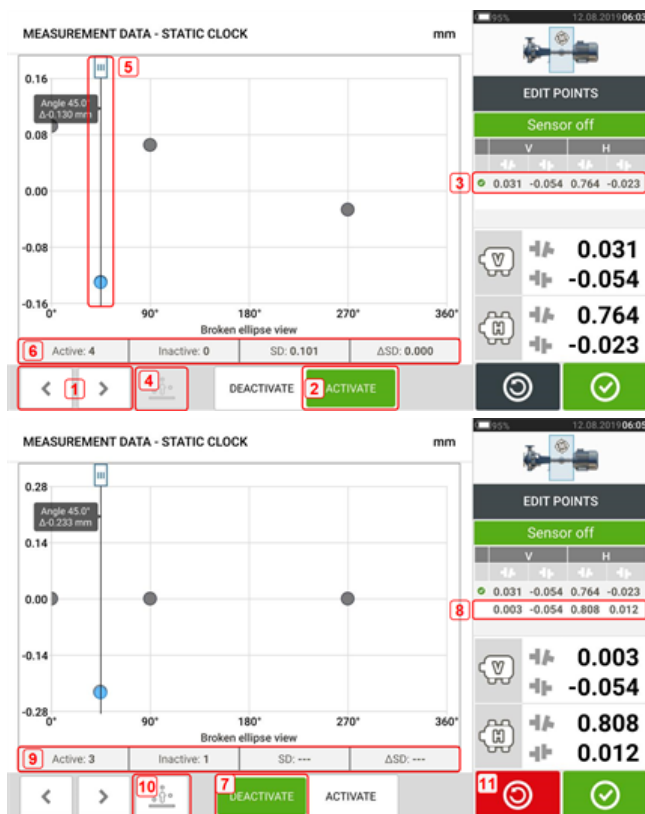 95% 12.08.2019 06:03
MEASUREMENT DATA - STATIC CLOCK mm
5
0.16
Angle 45.0°
Δ-0.130 mm
0.08
0.00
-0.08
-0.16
0° 90° 180° 270° 360°
Broken ellipse view
6 Active: 4 Inactive: 0 SD: 0.101 ΔSD: 0.000
1 4 DEACTIVATE 2 ACTIVATE
EDIT POINTS
Sensor off
V H
3 0.031 -0.054 0.764 -0.023
V 0.031
-0.054
H 0.764
-0.023
95% 12.08.2019 06:05
MEASUREMENT DATA - STATIC CLOCK mm
0.28
Angle 45.0°
Δ-0.233 mm
0.14
0.00
-0.14
-0.28
0° 90° 180° 270° 360°
Broken ellipse view
9 Active: 3 Inactive: 1 SD: --- ΔSD: ---
10 7 DEACTIVATE ACTIVATE
EDIT POINTS
Sensor off
V H
0.031 -0.054 0.764 -0.023
8 0.003 -0.054 0.808 0.012
V 0.003
-0.054
H 0.808
0.012
11